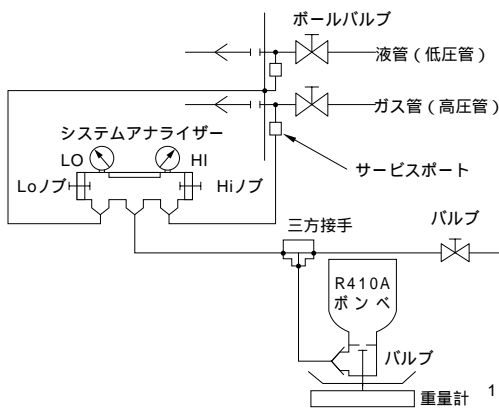 ボールバルブ
液管(低圧管)
ガス管(高圧管)
システムアナライザー
LO
HI
サービスポート
Loノブ
Hiノブ
三方接手
バルブ
R410A
ボンベ
バルブ
重量計
1